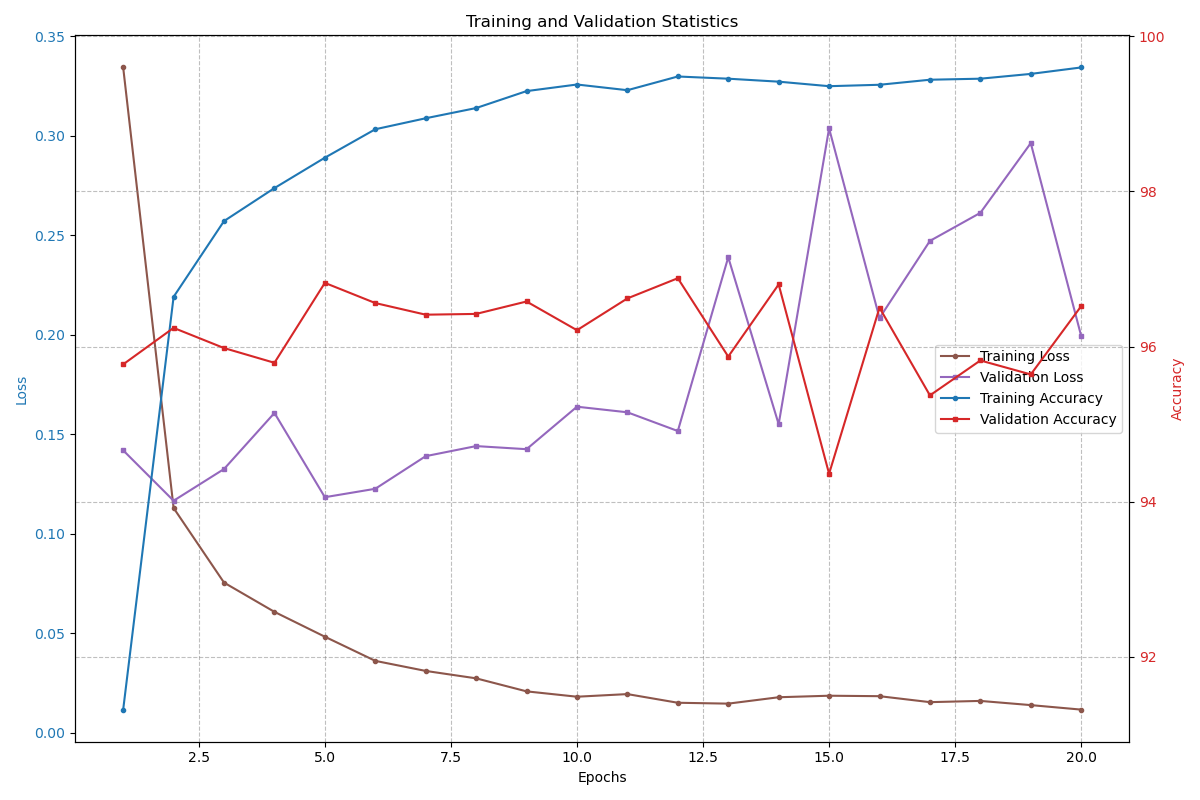 Training and Validation Statistics
0.35
0.30
0.25
0.20
0.15
0.10
0.05
0.00
Loss
100
98
96
94
92
Accuracy
Training Loss
Validation Loss
Training Accuracy
Validation Accuracy
2.5 5.0 7.5 10.0 12.5 15.0 17.5 20.0
Epochs